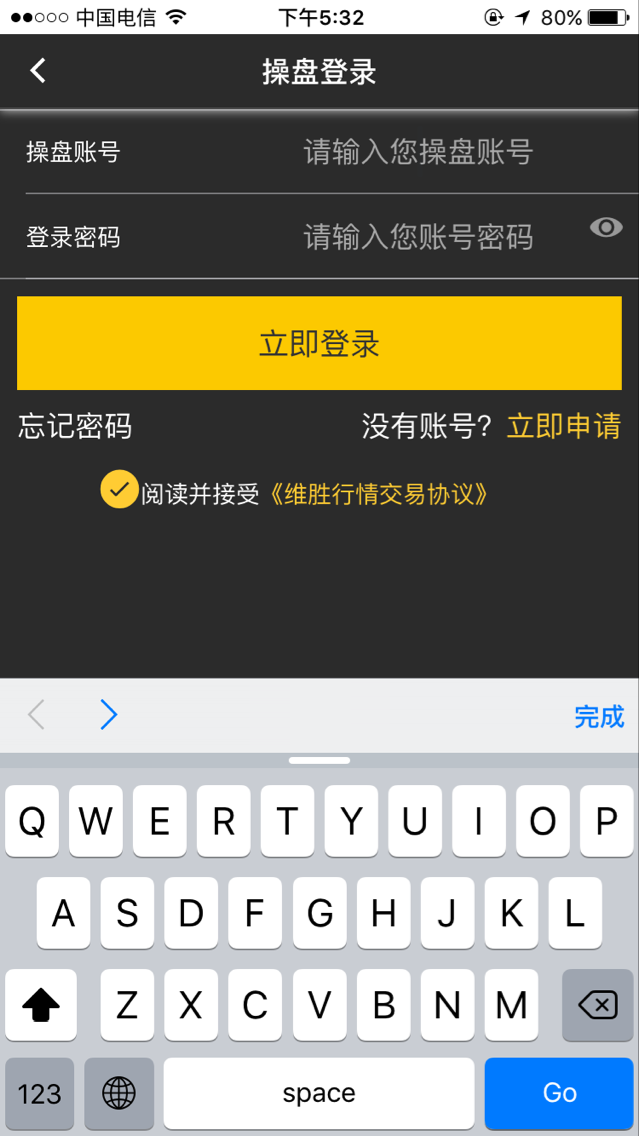 中国电信 下午5:32 80%
操盘登录
操盘账号 请输入您操盘账号
登录密码 请输入您账号密码
立即登录
忘记密码 没有账号? 立即申请
阅读并接受《维胜行情交易协议》
完成
Q W E R T Y U I O P
A S D F G H J K L
Z X C V B N M
123 space Go